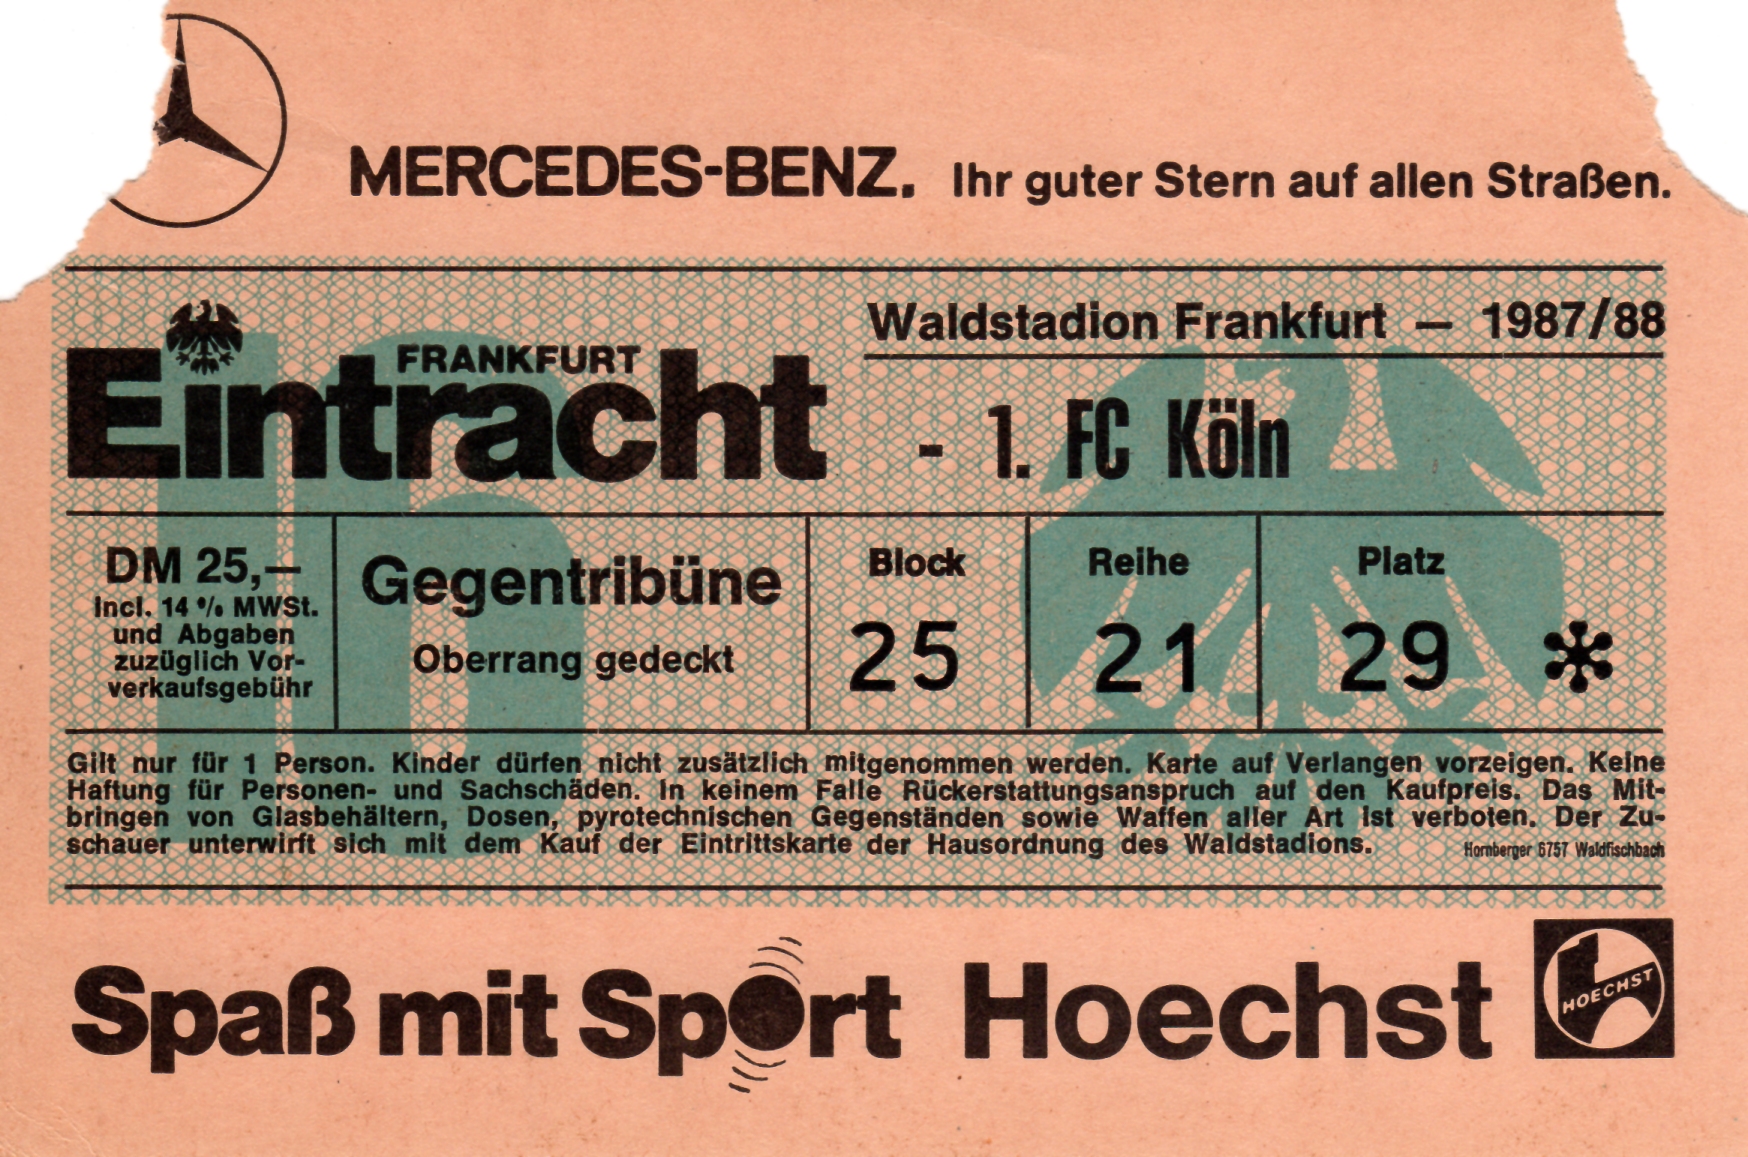 MERCEDES-BENZ. Ihr guter Stern auf allen Straßen.
Waldstadion Frankfurt — 1987/88
FRANKFURT
Eintracht - 1. FC Köln
16
DM 25,—
Incl. 14 % MWSt.
und Abgaben
zuzüglich Vor-
verkaufsgebühr
Gegentribüne
Oberrang gedeckt
Block
25
Reihe
21
Platz
29 *
Gilt nur für 1 Person. Kinder dürfen nicht zusätzlich mitgenommen werden. Karte auf Verlangen vorzeigen. Keine
Haftung für Personen- und Sachschäden. In keinem Falle Rückerstattungsanspruch auf den Kaufpreis. Das Mit-
bringen von Glasbehältern, Dosen, pyrotechnischen Gegenständen sowie Waffen aller Art ist verboten. Der Zu-
schauer unterwirft sich mit dem Kauf der Eintrittskarte der Hausordnung des Waldstadions.
Hornberger 6757 Waldfischbach
Spaß mit Sport Hoechst
HOECHST